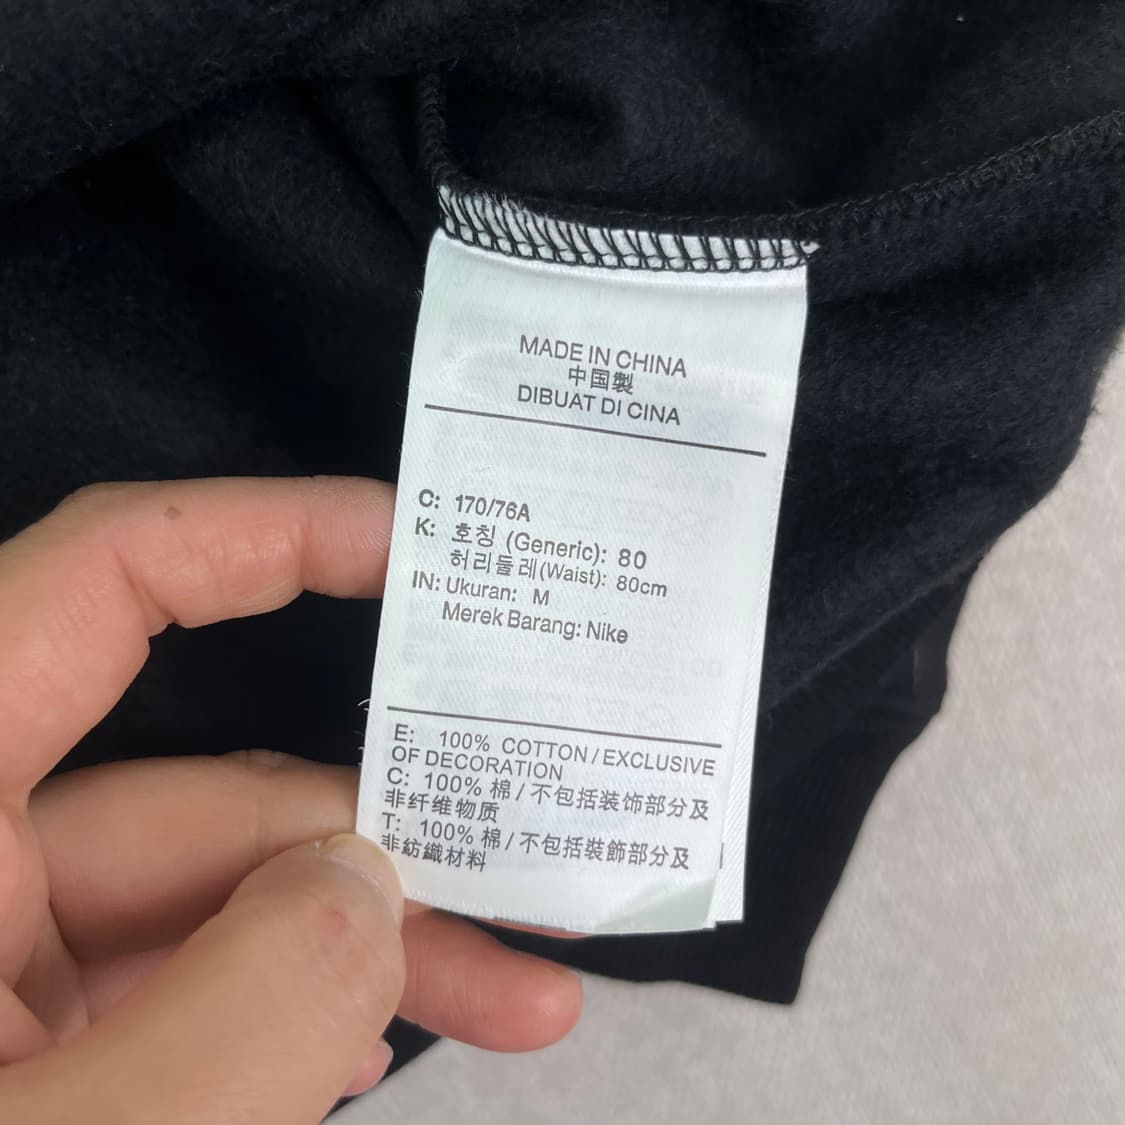 MADE IN CHINA
中国製
DIBUAT DI CINA
C: 170/76A
K: 호칭 (Generic): 80
허리둘레(Waist): 80cm
IN: Ukuran: M
Merek Barang: Nike
E: 100% COTTON / EXCLUSIVE
OF DECORATION
C: 100% 棉 / 不包括装饰部分及
非纤维物质
T: 100% 棉 / 不包括裝飾部分及
非紡織材料